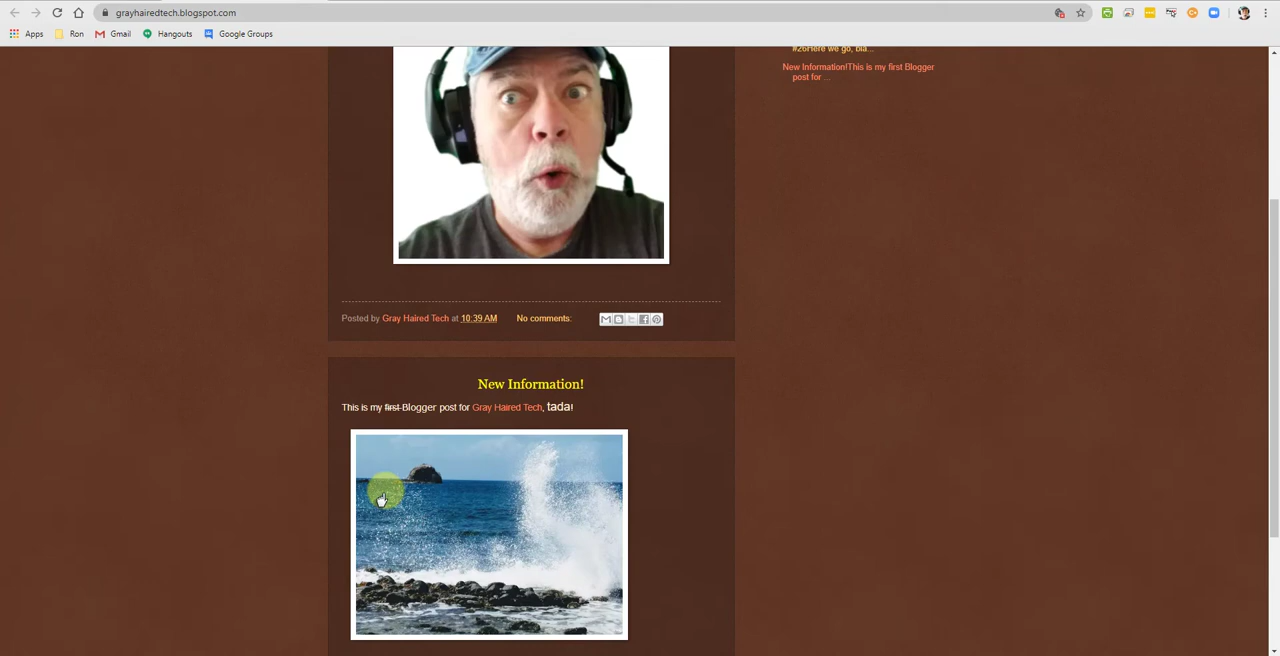 grayhairedtech.blogspot.com
Apps Ron Gmail Hangouts Google Groups
#26Here we go, bla...
New Information!This is my first Blogger
post for ...
Posted by Gray Haired Tech at 10:39 AM No comments:
New Information!
This is my first Blogger post for Gray Haired Tech, tada!